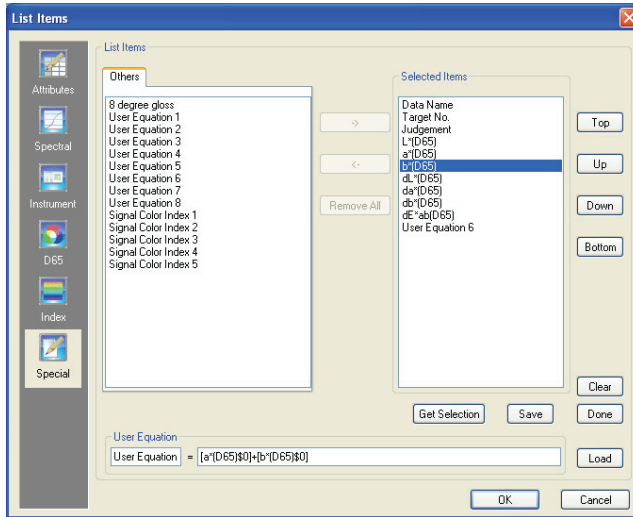 List Items
Attributes
Spectral
Instrument
D65
Index
Special
List Items
Others
8 degree gloss
User Equation 1
User Equation 2
User Equation 3
User Equation 4
User Equation 5
User Equation 6
User Equation 7
User Equation 8
Signal Color Index 1
Signal Color Index 2
Signal Color Index 3
Signal Color Index 4
Signal Color Index 5
->
<-
Remove All
Selected Items
Data Name
Target No.
Judgement
L*(D65)
a*(D65)
b*(D65)
dL*(D65)
da*(D65)
db*(D65)
dE*ab(D65)
User Equation 6
Top
Up
Down
Bottom
Clear
Get Selection
Save
Done
User Equation
User Equation = [a*(D65)$0]+[b*(D65)$0]
Load
OK
Cancel